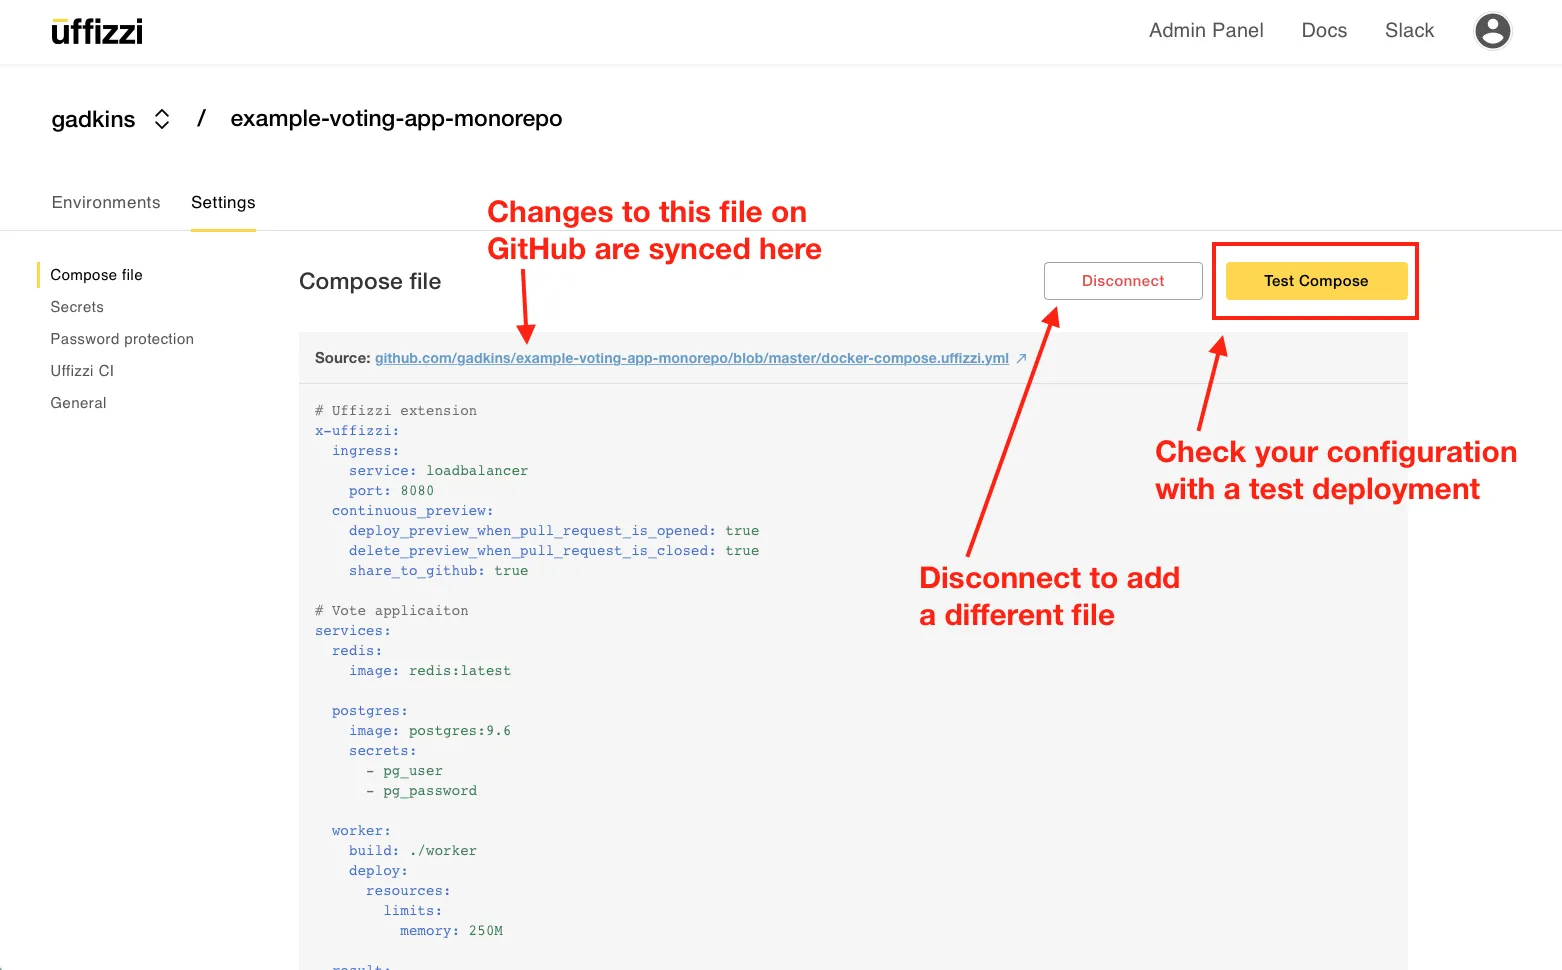 uffizzi
Admin Panel
Docs
Slack
gadkins / example-voting-app-monorepo
Environments
Settings
Changes to this file on
GitHub are synced here
Compose file
Secrets
Password protection
Uffizzi CI
General
Compose file
Disconnect
Test Compose
Source: github.com/gadkins/example-voting-app-monorepo/blob/master/docker-compose.uffizzi.yml ↗
# Uffizzi extension
x-uffizzi:
  ingress:
    service: loadbalancer
    port: 8080
  continuous_preview:
    deploy_preview_when_pull_request_is_opened: true
    delete_preview_when_pull_request_is_closed: true
    share_to_github: true
# Vote applicaiton
services:
  redis:
    image: redis:latest
  postgres:
    image: postgres:9.6
    secrets:
      - pg_user
      - pg_password
  worker:
    build: ./worker
    deploy:
      resources:
        limits:
          memory: 250M
  result:
Check your configuration
with a test deployment
Disconnect to add
a different file